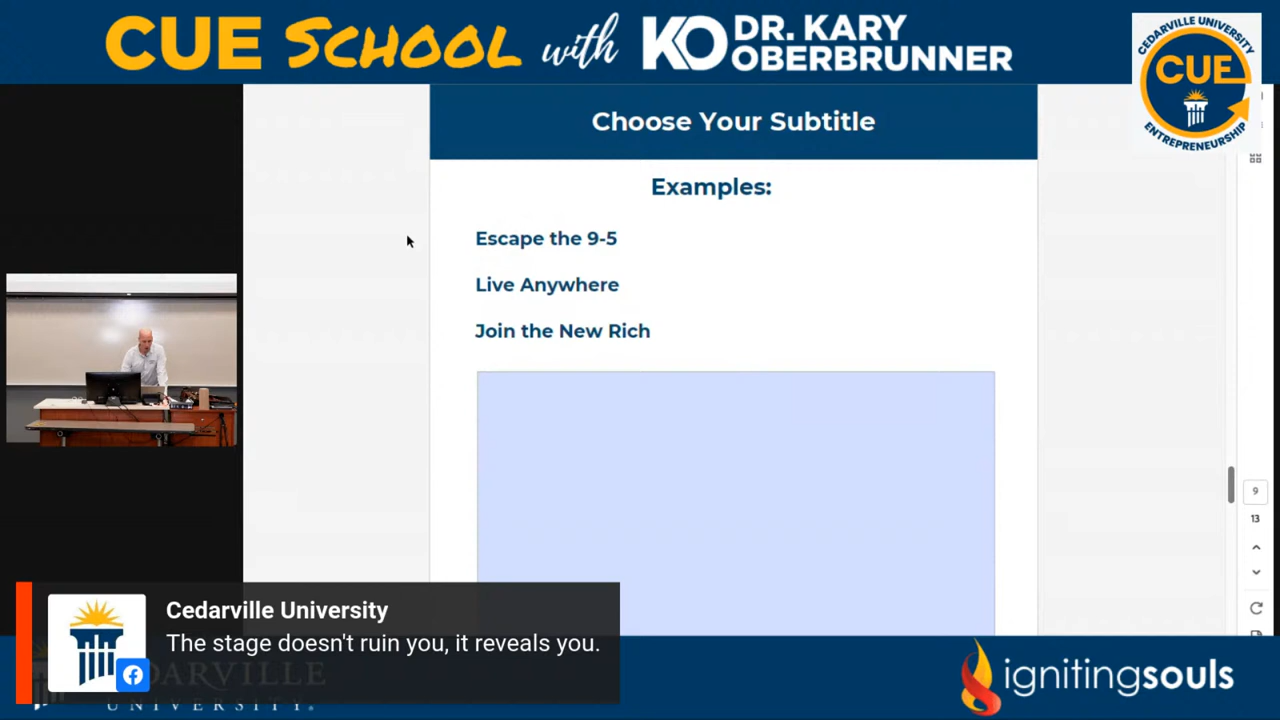 CUE SCHOOL with KO DR. KARY OBERBRUNNER
CEDARVILLE UNIVERSITY
CUE
ENTREPRENEURSHIP
Choose Your Subtitle
Examples:
Escape the 9-5
Live Anywhere
Join the New Rich
9
13
Cedarville University
The stage doesn't ruin you, it reveals you.
DARVILLE
UNIVERSITY®
ignitingsouls